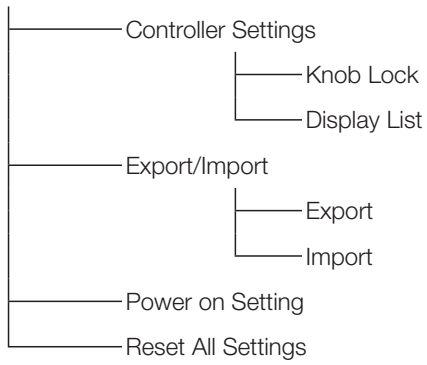 Controller Settings
Knob Lock
Display List
Export/Import
Export
Import
Power on Setting
Reset All Settings